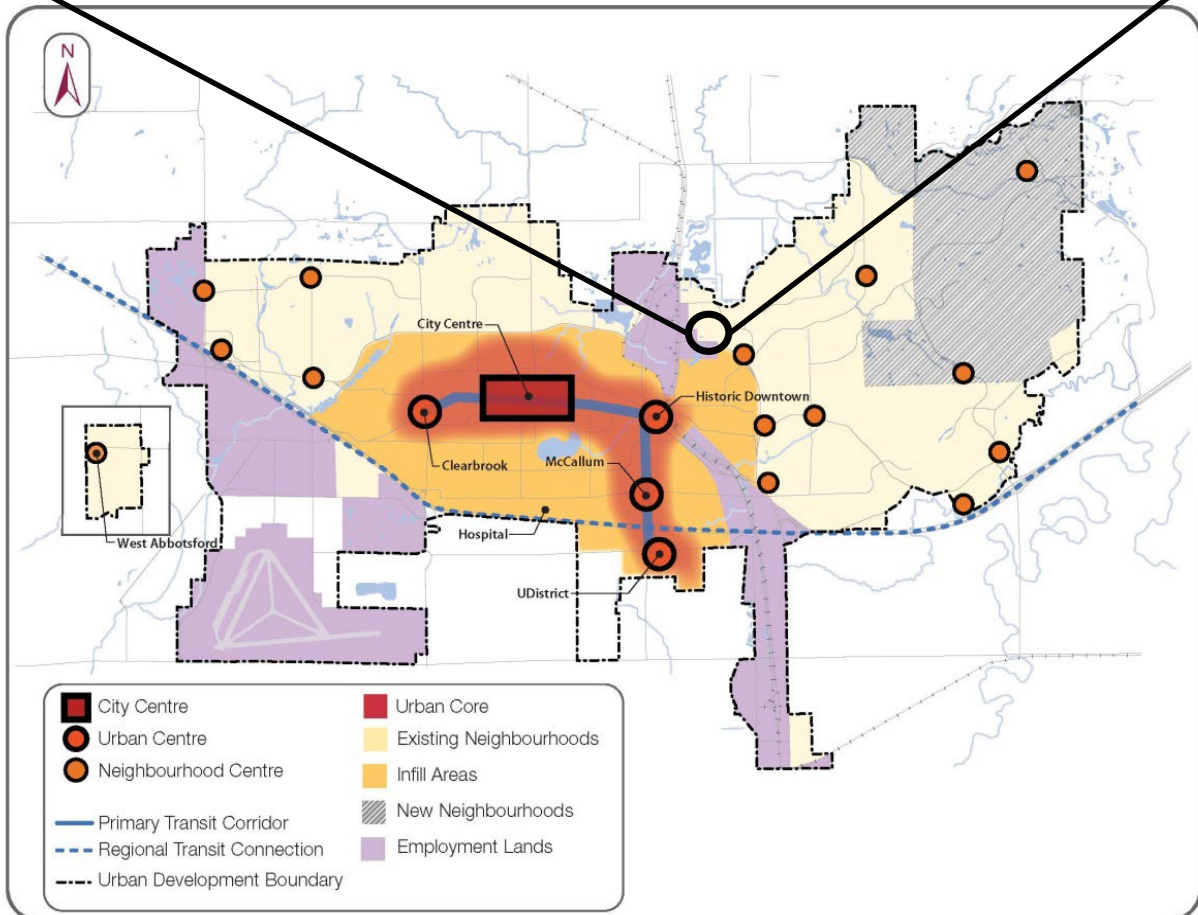 N
City Centre
Historic Downtown
Clearbrook
McCallum
Hospital
West Abbotsford
UDistrict
City Centre
Urban Centre
Neighbourhood Centre
Primary Transit Corridor
Regional Transit Connection
Urban Development Boundary
Urban Core
Existing Neighbourhoods
Infill Areas
New Neighbourhoods
Employment Lands